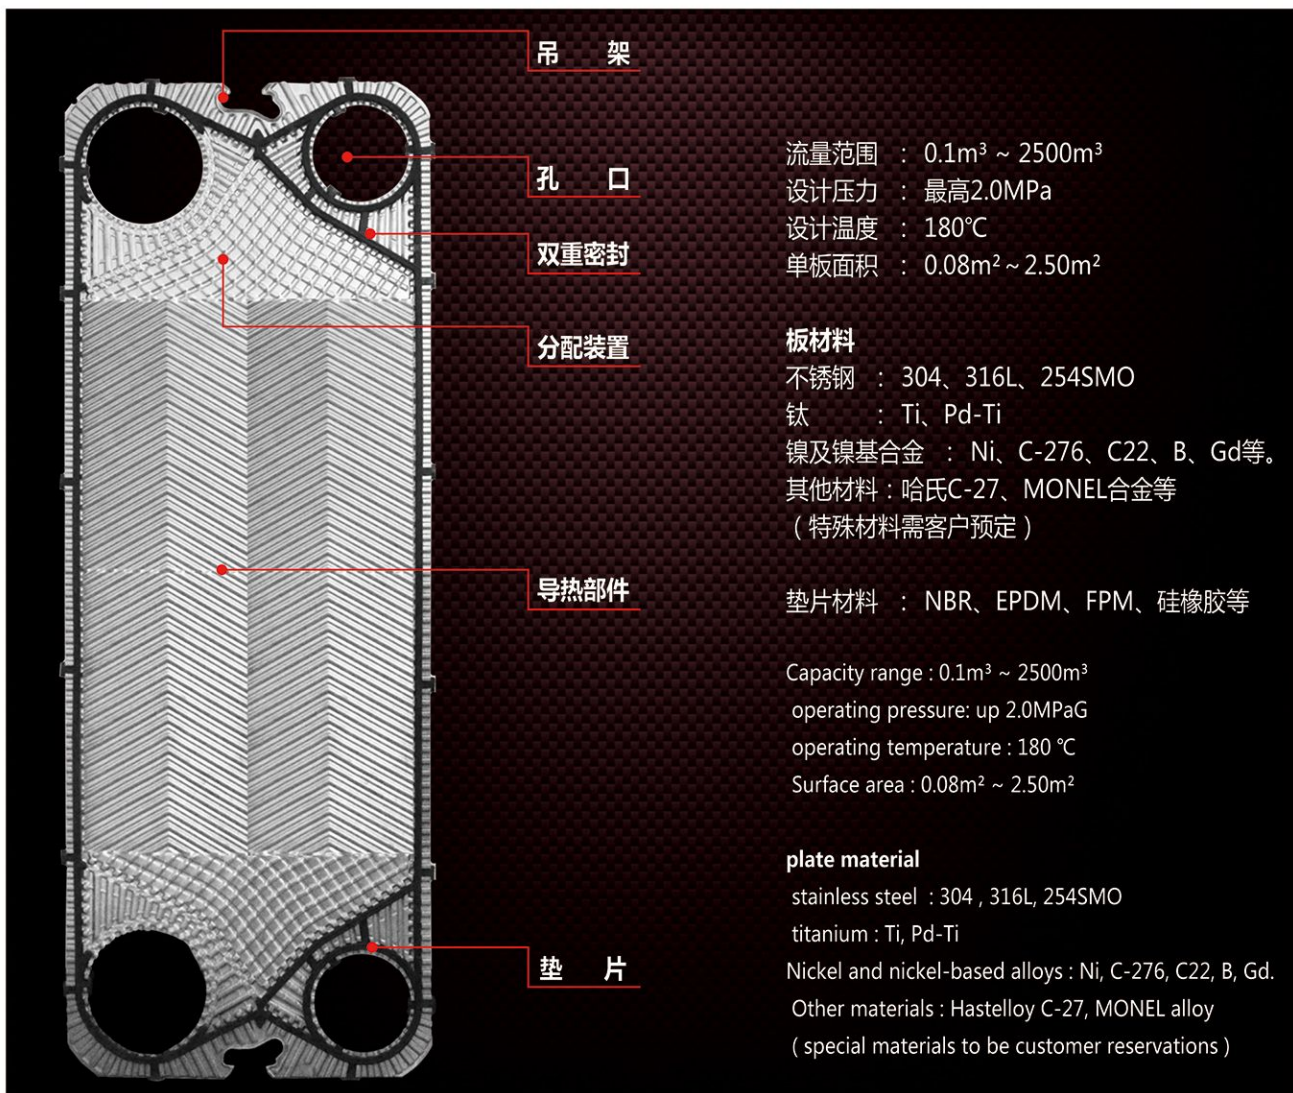 吊 架
孔 口
双重密封
分配装置
导热部件
垫 片
流量范围 : 0.1m³ ~ 2500m³
设计压力 : 最高2.0MPa
设计温度 : 180℃
单板面积 : 0.08m² ~ 2.50m²
板材料
不锈钢 : 304、316L、254SMO
钛 : Ti、Pd-Ti
镍及镍基合金 : Ni、C-276、C22、B、Gd等。
其他材料 : 哈氏C-27、MONEL合金等
( 特殊材料需客户预定 )
垫片材料 : NBR、EPDM、FPM、硅橡胶等
Capacity range : 0.1m³ ~ 2500m³
operating pressure: up 2.0MPaG
operating temperature : 180 ℃
Surface area : 0.08m² ~ 2.50m²
plate material
stainless steel : 304 , 316L, 254SMO
titanium : Ti, Pd-Ti
Nickel and nickel-based alloys : Ni, C-276, C22, B, Gd.
Other materials : Hastelloy C-27, MONEL alloy
( special materials to be customer reservations )